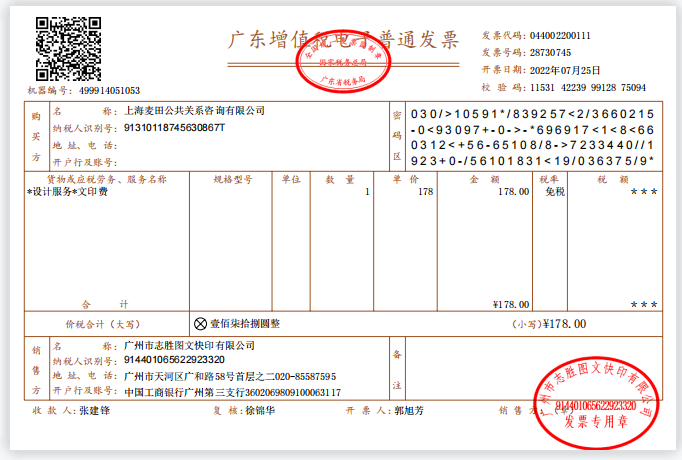 广东增值税电子普通发票
国家税务总局
广东省税务局
发票代码: 044002200111
发票号码: 28730745
开票日期: 2022年07月25日
校 验 码: 11531 42239 99128 75094
机器编号: 499914051053
购买方
名 称: 上海麦田公共关系咨询有限公司
纳税人识别号: 91310118745630867T
地 址、电 话:
开户行及账号:
密码区
030/>10591*/839257<2/3660215
-0<93097+-0->-*696917<1<8<66
0312<+56-65108/8->7233440//1
923+0-/56101831<19/036375/9*
货物或应税劳务、服务名称 规格型号 单位 数 量 单 价 金 额 税率 税 额
*设计服务*文印费 1 178 178.00 免税 ***
合 计 ¥178.00 ***
价税合计（大写） ⊗壹佰柒拾捌圆整 (小写)¥178.00
销售方
名 称: 广州市志胜图文快印有限公司
纳税人识别号: 914401065622923320
地 址、电 话: 广州市天河区广和路58号首层之二020-85587595
开户行及账号: 中国工商银行广州第三支行3602069809100063117
备注
收 款 人: 张建锋 复 核: 徐锦华 开 票 人: 郭旭芳 销 售 方: (章)
广州市志胜图文快印有限公司
914401065622923320
发票专用章